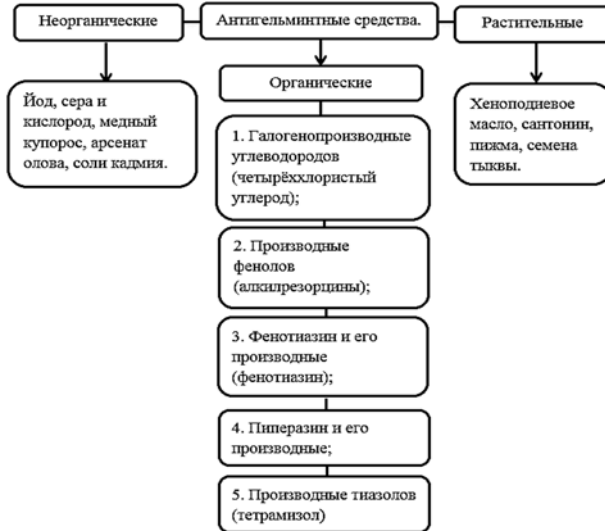 Неорганические
Антигельминтные средства.
Растительные
Йод, сера и
кислород, медный
купорос, арсенат
олова, соли кадмия.
Органические
Хеноподиевое
масло, сантонин,
пижма, семена
тыквы.
1. Галогенопроизводные
углеводородов
(четырёххлористый
углерод);
2. Производные
фенолов
(алкилрезорцины);
3. Фенотиазин и его
производные
(фенотиазин);
4. Пиперазин и его
производные;
5. Производные тиазолов
(тетрамизол)